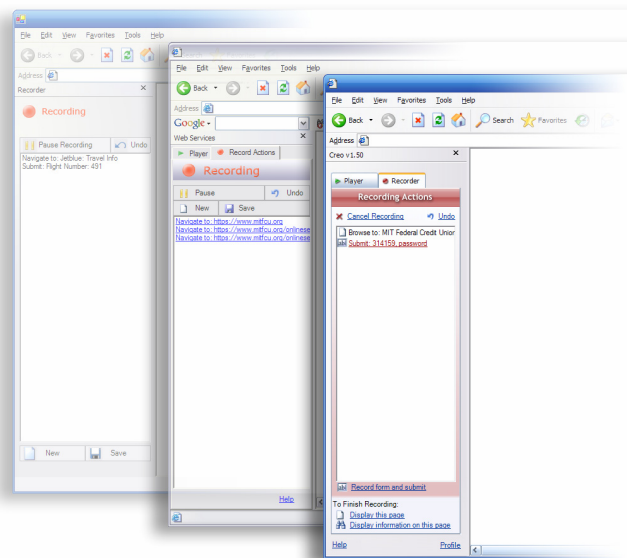 File Edit View Favorites Tools Help
Back
Address
Recorder
Recording
Pause Recording Undo
Navigate to: Jetblue: Travel Info
Submit: Flight Number: 491
New Save
File Edit View Favorites Tools Help
Back
Address
Google
Web Services
Player Record Actions
Recording
Pause Undo
New Save
Navigate to: https://www.mitfcu.org
Navigate to: https://www.mitfcu.org/onlinese
Navigate to: https://www.mitfcu.org/onlinese
Help
File Edit View Favorites Tools Help
Back Search Favorites
Address
Creo v1.50
Player Recorder
Recording Actions
Cancel Recording Undo
Browse to: MIT Federal Credit Union
Submit: 314159, password
Record form and submit
To Finish Recording:
Display this page
Display information on this page
Help Profile